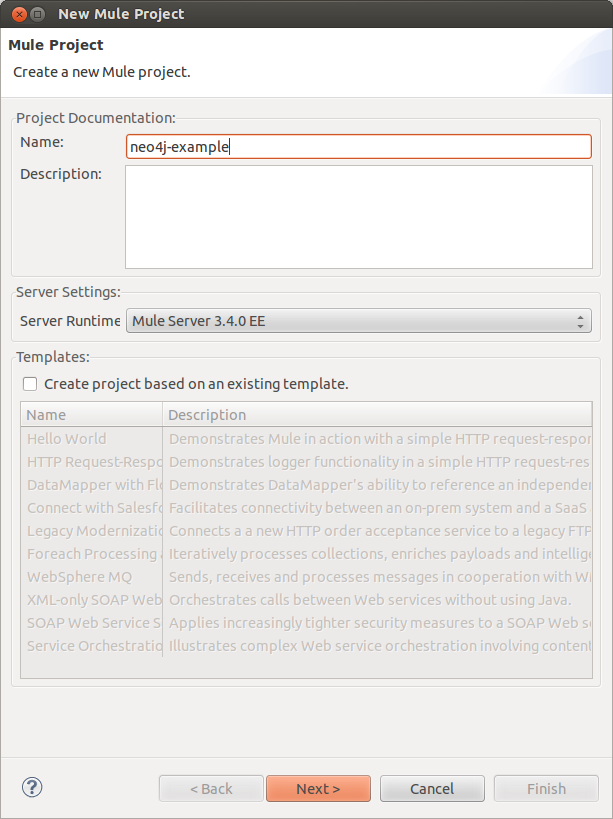 New Mule Project
Mule Project
Create a new Mule project.
Project Documentation:
Name: neo4j-example
Description:
Server Settings:
Server Runtime Mule Server 3.4.0 EE
Templates:
Create project based on an existing template.
Name Description
Hello World Demonstrates Mule in action with a simple HTTP request-respon
HTTP Request-Respo Demonstrates logger functionality in a simple HTTP request-res
DataMapper with Flo Demonstrates DataMapper's ability to reference an independen
Connect with Salesfo Facilitates connectivity between an on-prem system and a SaaS
Legacy Modernizatio Connects a a new HTTP order acceptance service to a legacy FTP
Foreach Processing Iteratively processes collections, enriches payloads and intellige
WebSphere MQ Sends, receives and processes messages in cooperation with W
XML-only SOAP Web Orchestrates calls between Web services without using Java.
SOAP Web Service S Applies increasingly tighter security measures to a SOAP Web s
Service Orchestratio Illustrates complex Web service orchestration involving content
< Back Next > Cancel Finish